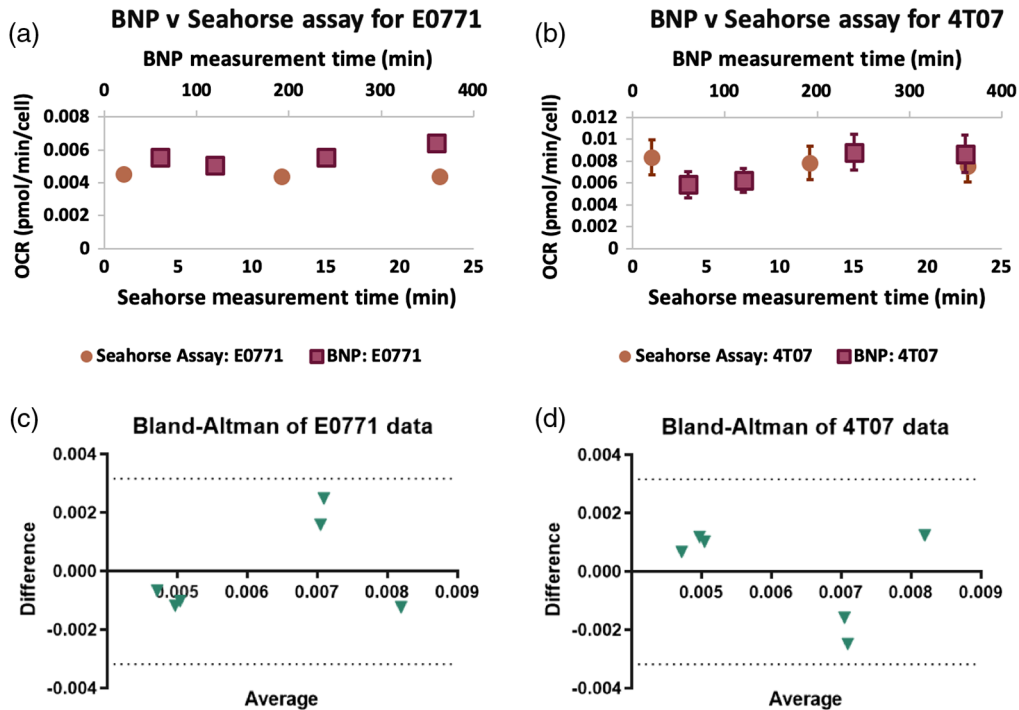 (a)
BNP v Seahorse assay for E0771
BNP measurement time (min)
0 100 200 300 400
OCR (pmol/min/cell)
0.008
0.006
0.004
0.002
0
0 5 10 15 20 25
Seahorse measurement time (min)
Seahorse Assay: E0771 BNP: E0771
(b)
BNP v Seahorse assay for 4T07
BNP measurement time (min)
0 100 200 300 400
OCR (pmol/min/cell)
0.012
0.01
0.008
0.006
0.004
0.002
0
0 5 10 15 20 25
Seahorse measurement time (min)
Seahorse Assay: 4T07 BNP: 4T07
(c)
Bland-Altman of E0771 data
Difference
0.004
0.002
0.000
-0.002
-0.004
0.005 0.006 0.007 0.008 0.009
Average
(d)
Bland-Altman of 4T07 data
Difference
0.004
0.002
0.000
-0.002
-0.004
0.005 0.006 0.007 0.008 0.009
Average